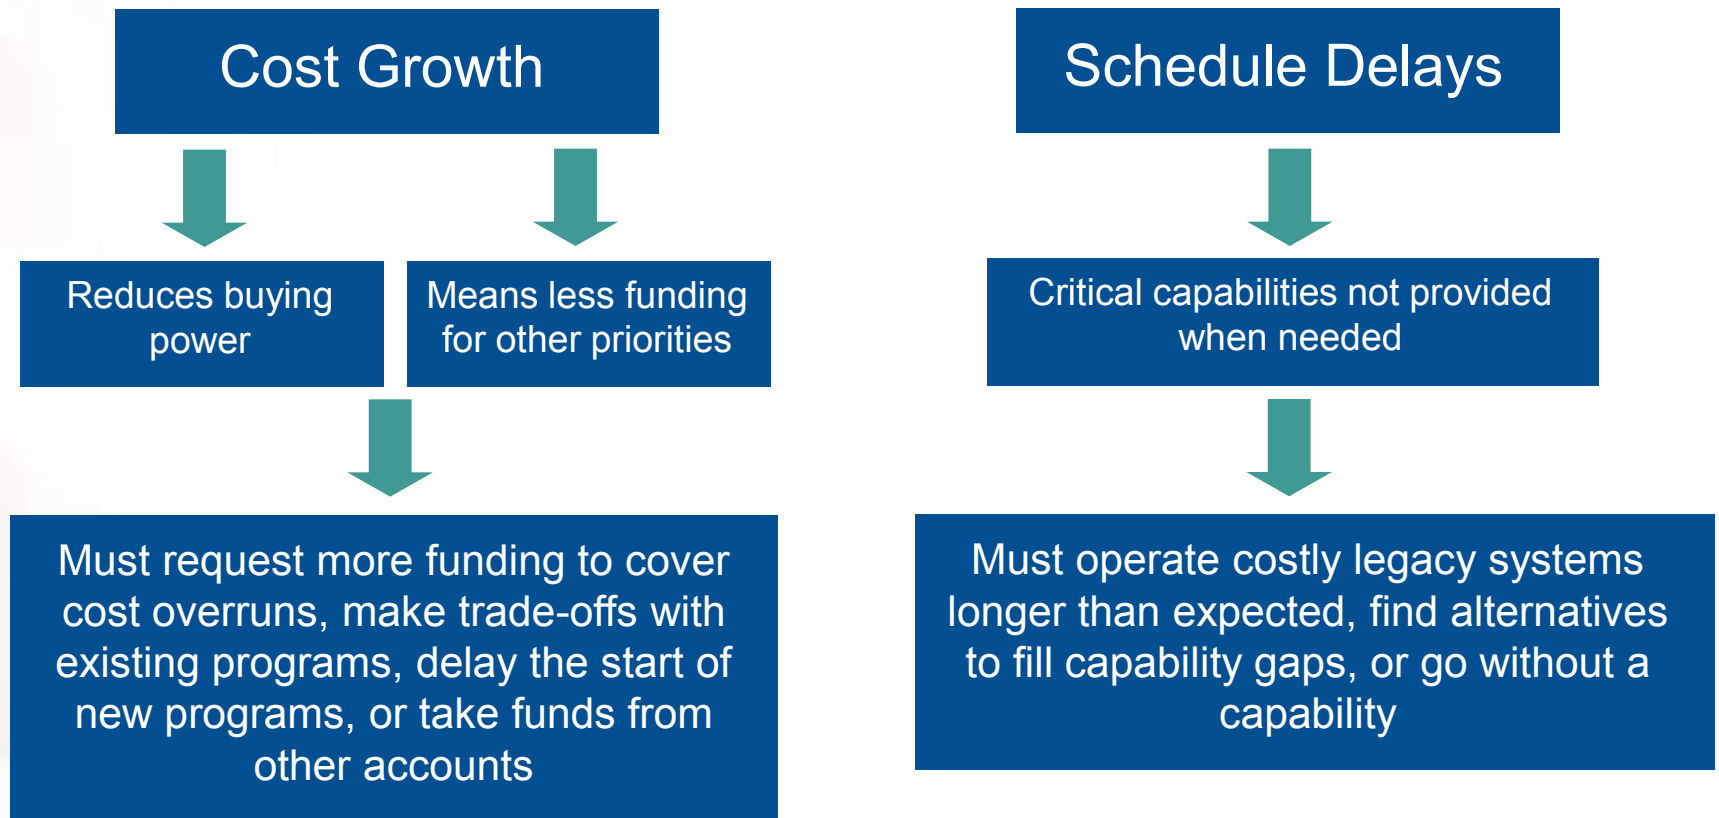 Cost Growth
Reduces buying
power
Means less funding
for other priorities
Must request more funding to cover
cost overruns, make trade-offs with
existing programs, delay the start of
new programs, or take funds from
other accounts
Schedule Delays
Critical capabilities not provided
when needed
Must operate costly legacy systems
longer than expected, find alternatives
to fill capability gaps, or go without a
capability